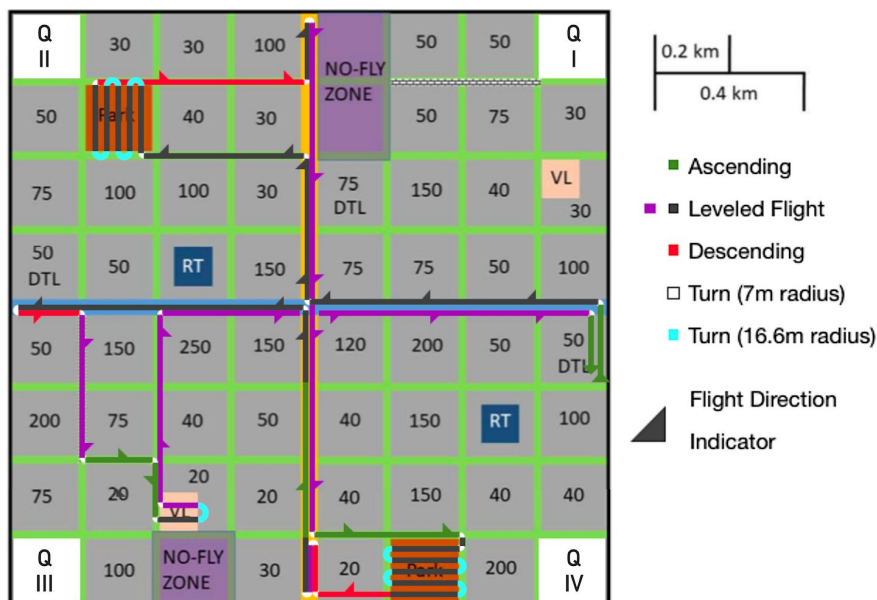 Q
II
30
30
100
50
50
Q
I
NO-FLY
ZONE
50
Park
40
30
50
75
30
75
100
100
30
75
DTL
150
40
VL
30
50
DTL
50
RT
150
75
75
50
100
50
150
250
150
120
200
50
50
DTL
200
75
40
50
40
150
RT
100
75
20
20
VL
20
40
150
40
40
Q
III
100
NO-FLY
ZONE
30
20
Park
200
Q
IV
0.2 km
0.4 km
Ascending
Leveled Flight
Descending
Turn (7m radius)
Turn (16.6m radius)
Flight Direction
Indicator